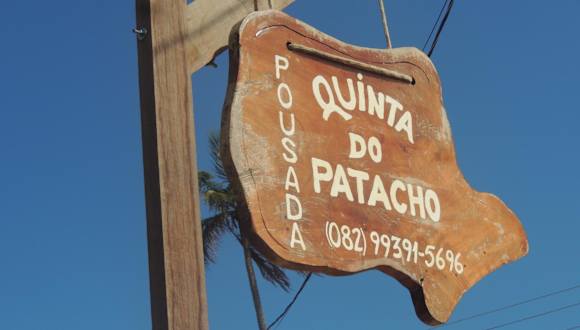 POUSADA
QUINTA
DO
PATACHO
(082) 99391-5696